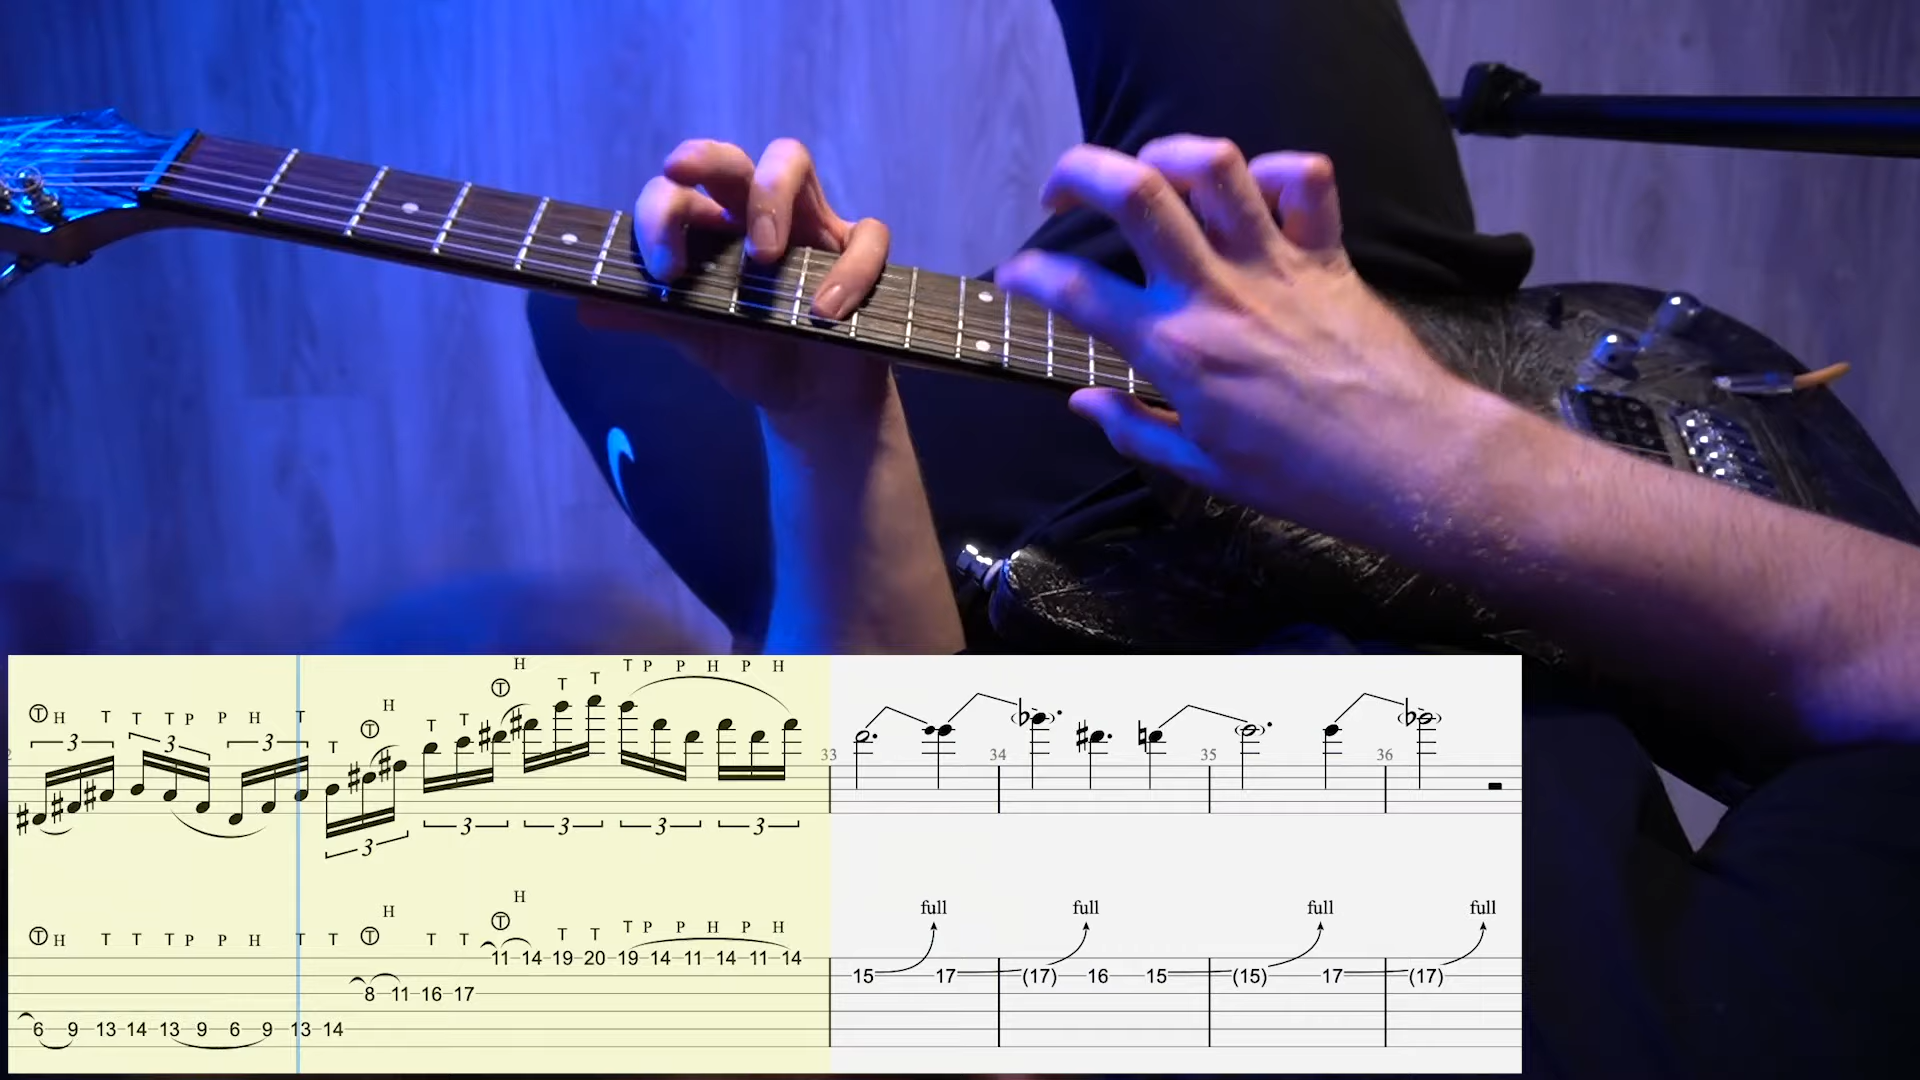 H
T P P H P H
T
T
Ⓣ
H
Ⓣ H T T T P P H T
Ⓣ
T T
T
3 3 3
2 33 34 35 36
3 3 3 3
3
H
full full full full
H
Ⓣ
T T T P P H P H
Ⓣ H T T T P P H T T Ⓣ T T
11 14 19 20 19 14 11 14 11 14
15 17 (17) 16 15 (15) 17 (17)
8 11 16 17
6 9 13 14 13 9 6 9 13 14